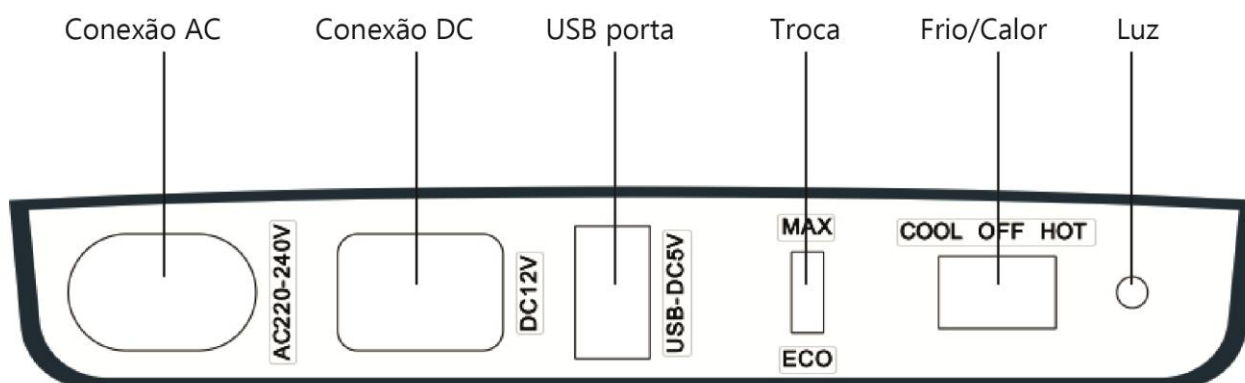 Conexão AC
Conexão DC
USB porta
Troca
Frio/Calor
Luz
AC220-240V
DC12V
USB-DC5V
MAX
ECO
COOL OFF HOT